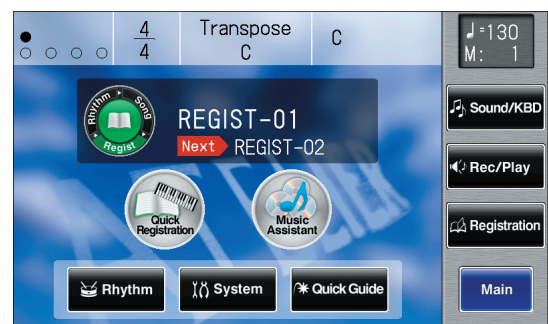 4
4
Transpose
C
C
♩=130
M: 1
Rhythm
Song
Regist
REGIST-01
Next REGIST-02
Quick
Registration
Music
Assistant
Sound/KBD
Rec/Play
Registration
Rhythm
System
Quick Guide
Main